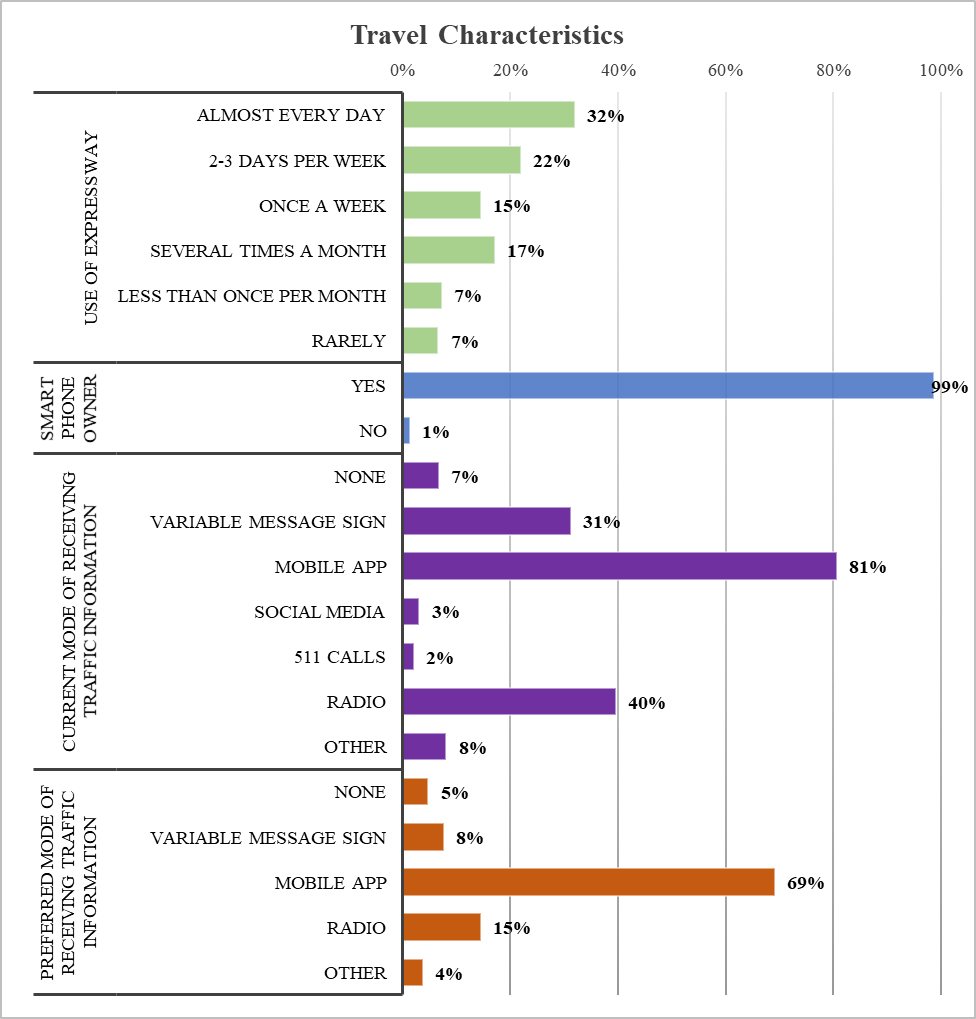 Travel Characteristics
0% 20% 40% 60% 80% 100%
USE OF EXPRESSWAY
ALMOST EVERY DAY 32%
2-3 DAYS PER WEEK 22%
ONCE A WEEK 15%
SEVERAL TIMES A MONTH 17%
LESS THAN ONCE PER MONTH 7%
RARELY 7%
SMART
PHONE
OWNER
YES 99%
NO 1%
CURRENT MODE OF RECEIVING
TRAFFIC INFORMATION
NONE 7%
VARIABLE MESSAGE SIGN 31%
MOBILE APP 81%
SOCIAL MEDIA 3%
511 CALLS 2%
RADIO 40%
OTHER 8%
PREFERRED MODE OF
RECEIVING TRAFFIC
INFORMATION
NONE 5%
VARIABLE MESSAGE SIGN 8%
MOBILE APP 69%
RADIO 15%
OTHER 4%